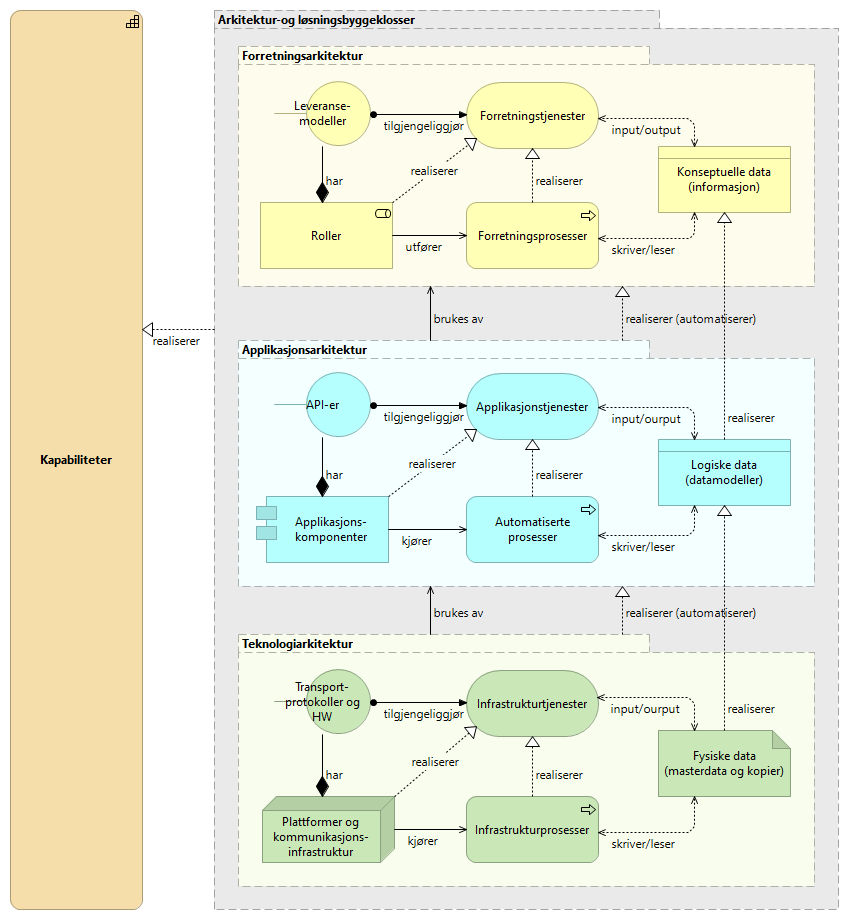 Arkitektur-og løsningsbyggeklosser
Forretningsarkitektur
Leveranse-
modeller
tilgjengeliggjør
Forretningstjenester
input/output
Konseptuelle data
(informasjon)
har
realiserer
realiserer
Roller
utfører
Forretningsprosesser
skriver/leser
brukes av
realiserer (automatiserer)
realiserer
Kapabiliteter
Applikasjonsarkitektur
API-er
tilgjengeliggjør
Applikasjonstjenester
input/ourput
realiserer
Logiske data
(datamodeller)
har
realiserer
realiserer
Applikasjons-
komponenter
kjører
Automatiserte
prosesser
skriver/leser
brukes av
realiserer (automatiserer)
Teknologiarkitektur
Transport-
protokoller og
HW
tilgjengeliggjør
Infrastrukturtjenester
input/ourput
realiserer
Fysiske data
(masterdata og kopier)
har
realiserer
realiserer
Plattformer og
kommunikasjons-
infrastruktur
kjører
Infrastrukturprosesser
skriver/leser